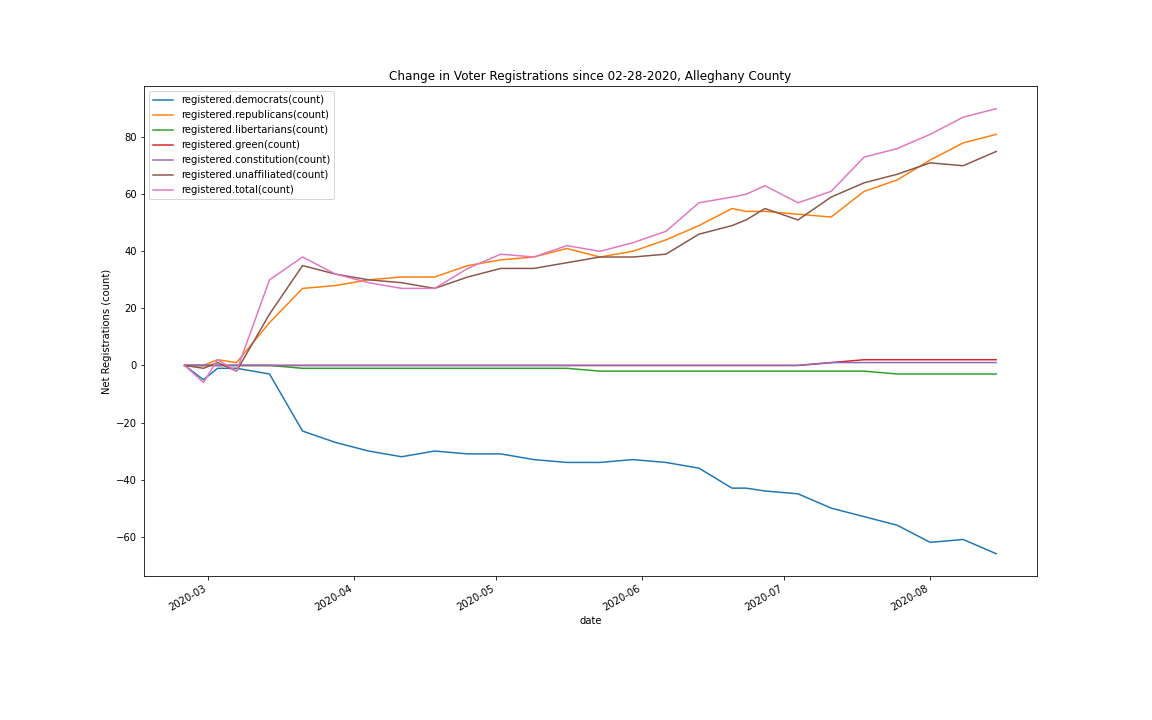 Change in Voter Registrations since 02-28-2020, Alleghany County
registered.democrats(count)
registered.republicans(count)
registered.libertarians(count)
registered.green(count)
registered.constitution(count)
registered.unaffiliated(count)
registered.total(count)
Net Registrations (count)
80
60
40
20
0
−20
−40
−60
2020-03
2020-04
2020-05
2020-06
2020-07
2020-08
date